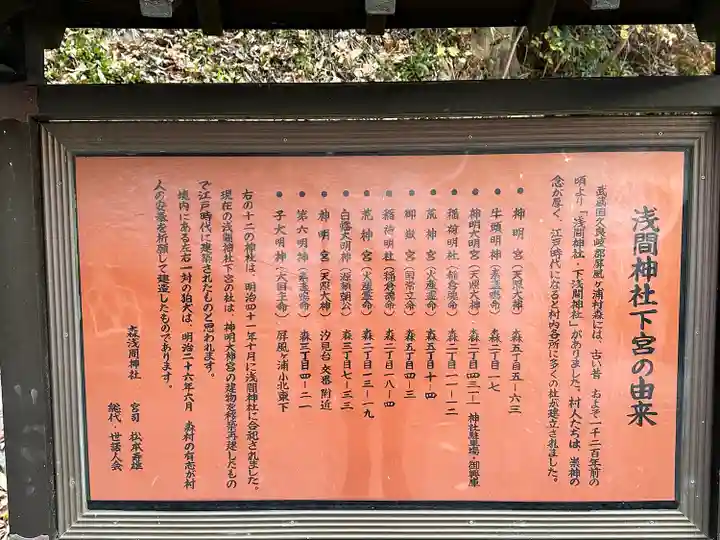 浅間神社下宮の由来
武蔵国久良岐郡屏風ヶ浦村森には、古い昔、およそ一千二百年前の
頃より「浅間神社・下浅間神社」がありました。村人たちは、崇神の
念が厚く、江戸時代になると村内各所に多くの社が建立されました。
● 神明宮（天照大神） 森五丁目五−六三
● 牛頭明神（素盞嗚命） 森二丁目一−七
● 神明大明宮（天照大神） 森二丁目四−三−一 神社駐車場・御輿庫
● 稲荷明社（稲倉魂命） 森二丁目一一−一二
● 荒神宮（火産霊命） 森五丁目十−四
● 御嶽宮（国常立命） 森五丁目四−三
● 稲荷明社（稲倉魂命） 森二丁目一八−四
● 荒神宮（火産霊命） 森二丁目一三−一九
● 白幡大明神（源頼朝公） 森三丁目七−三三
● 神明宮（天照大神） 汐見台 交番附近
● 第六明神（素盞嗚命） 森三丁目四−二一
● 子大明神（大国主命） 屏風ヶ浦小北東下
右の十二の神社は、明治四十一年十月に浅間神社に合祀されました。
現在の浅間神社下宮の社は、神明大神宮の建物を移築再建したもの
で江戸時代に建築されたものと思われます。
境内にある左右一対の狛犬は、明治二十六年六月 森村の有志が村
人の安泰を祈願して建造したものであります。
森浅間神社
宮司 松本寿雄
総代・世話人会